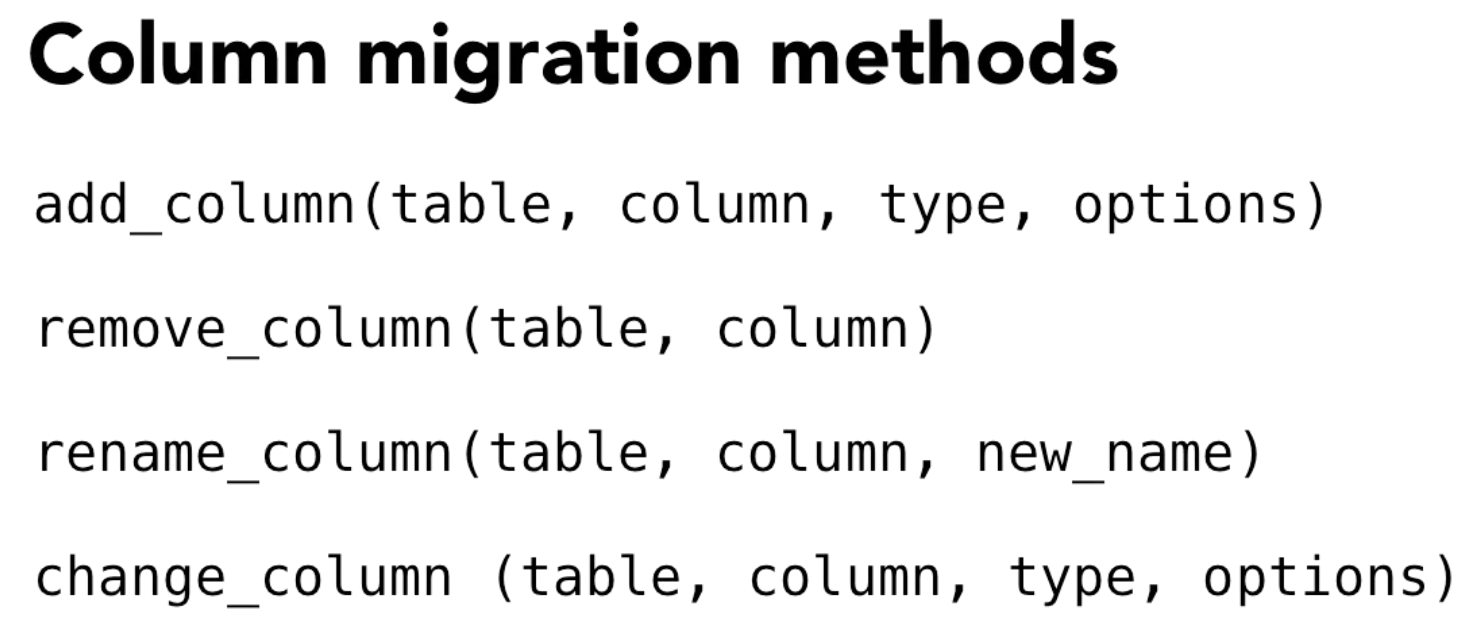 Column migration methods
add_column(table, column, type, options)
remove_column(table, column)
rename_column(table, column, new_name)
change_column (table, column, type, options)